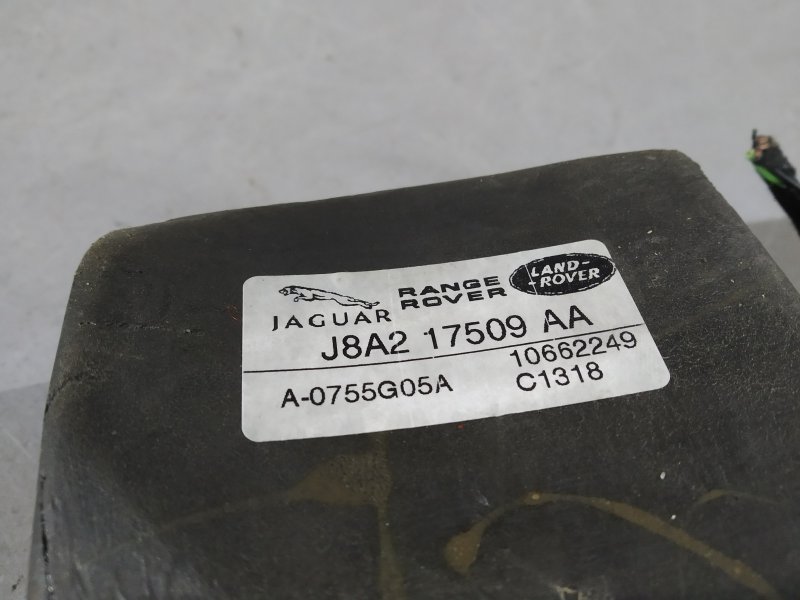 JAGUAR
RANGE
ROVER
LAND-
-ROVER
J8A2 17509 AA
10662249
A-0755G05A
C1318